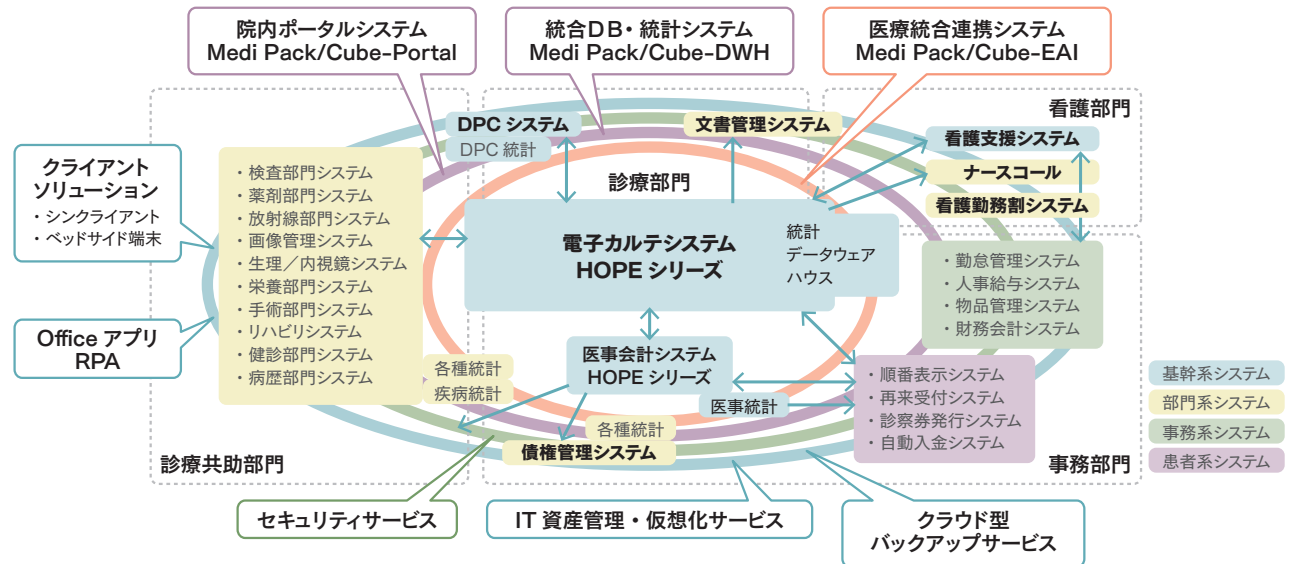 院内ポータルシステム
Medi Pack/Cube-Portal
統合DB・統計システム
Medi Pack/Cube-DWH
医療統合連携システム
Medi Pack/Cube-EAI
看護部門
DPC システム
DPC 統計
文書管理システム
看護支援システム
ナースコール
看護勤務割システム
クライアント
ソリューション
・シンクライアント
・ベッドサイド端末
Office アプリ
RPA
・検査部門システム
・薬剤部門システム
・放射線部門システム
・画像管理システム
・生理／内視鏡システム
・栄養部門システム
・手術部門システム
・リハビリシステム
・健診部門システム
・病歴部門システム
診療部門
電子カルテシステム
HOPE シリーズ
統計
データウェア
ハウス
・勤怠管理システム
・人事給与システム
・物品管理システム
・財務会計システム
各種統計
疾病統計
医事会計システム
HOPE シリーズ
医事統計
各種統計
債権管理システム
・順番表示システム
・再来受付システム
・診察券発行システム
・自動入金システム
基幹系システム
部門系システム
事務系システム
患者系システム
診療共助部門
事務部門
セキュリティサービス
IT 資産管理・仮想化サービス
クラウド型
バックアップサービス